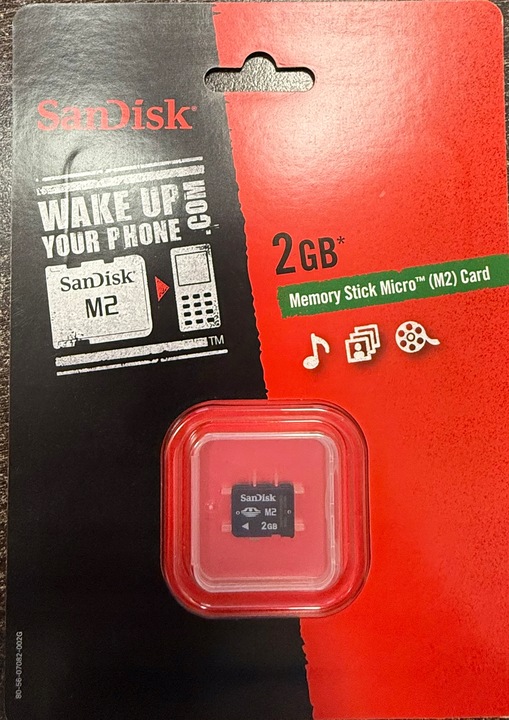 SanDisk®
WAKE UP
YOUR PHONE
.COM
SanDisk®
M2
TM
2GB*
Memory Stick Micro™ (M2) Card
SanDisk
M2
2GB
80-56-07082-002G